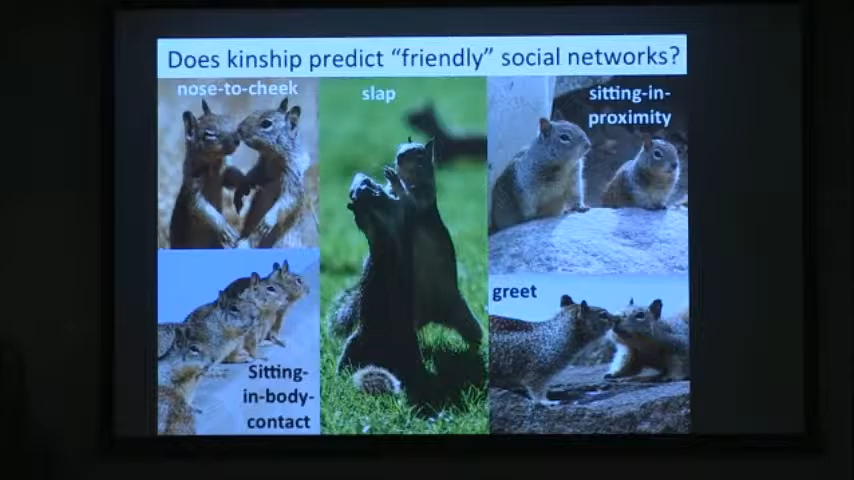 Does kinship predict “friendly” social networks?
nose-to-cheek
slap
sitting-in-
proximity
Sitting-
in-body-
contact
greet